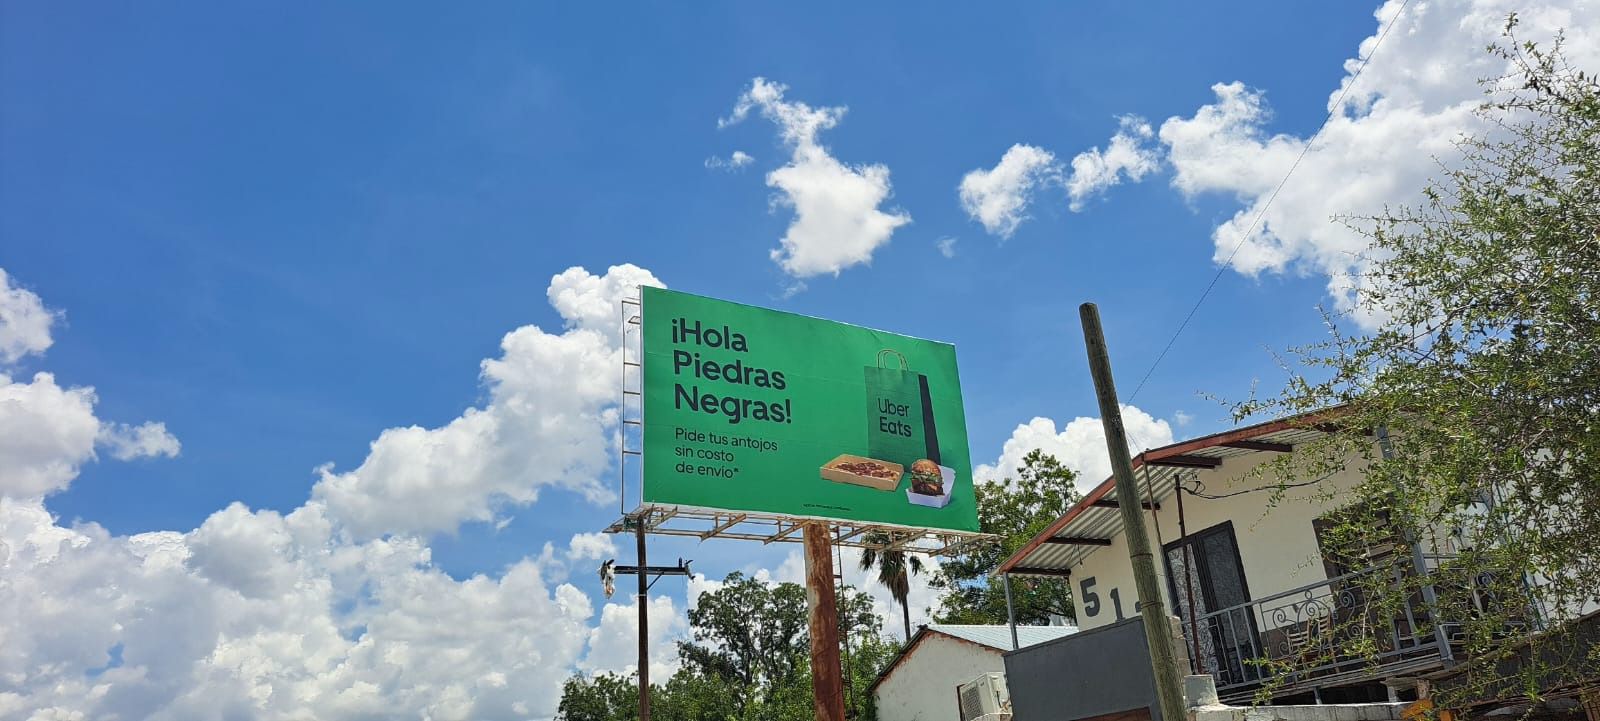 ¡Hola
Piedras
Negras!
Pide tus antojos
sin costo
de envío*
Uber
Eats
51